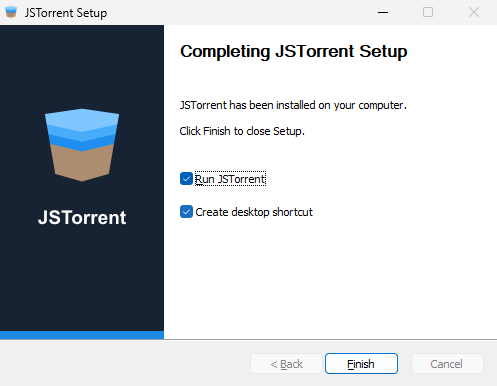 JSTorrent Setup
Completing JSTorrent Setup
JSTorrent has been installed on your computer.
Click Finish to close Setup.
Run JSTorrent
Create desktop shortcut
JSTorrent
< Back
Finish
Cancel